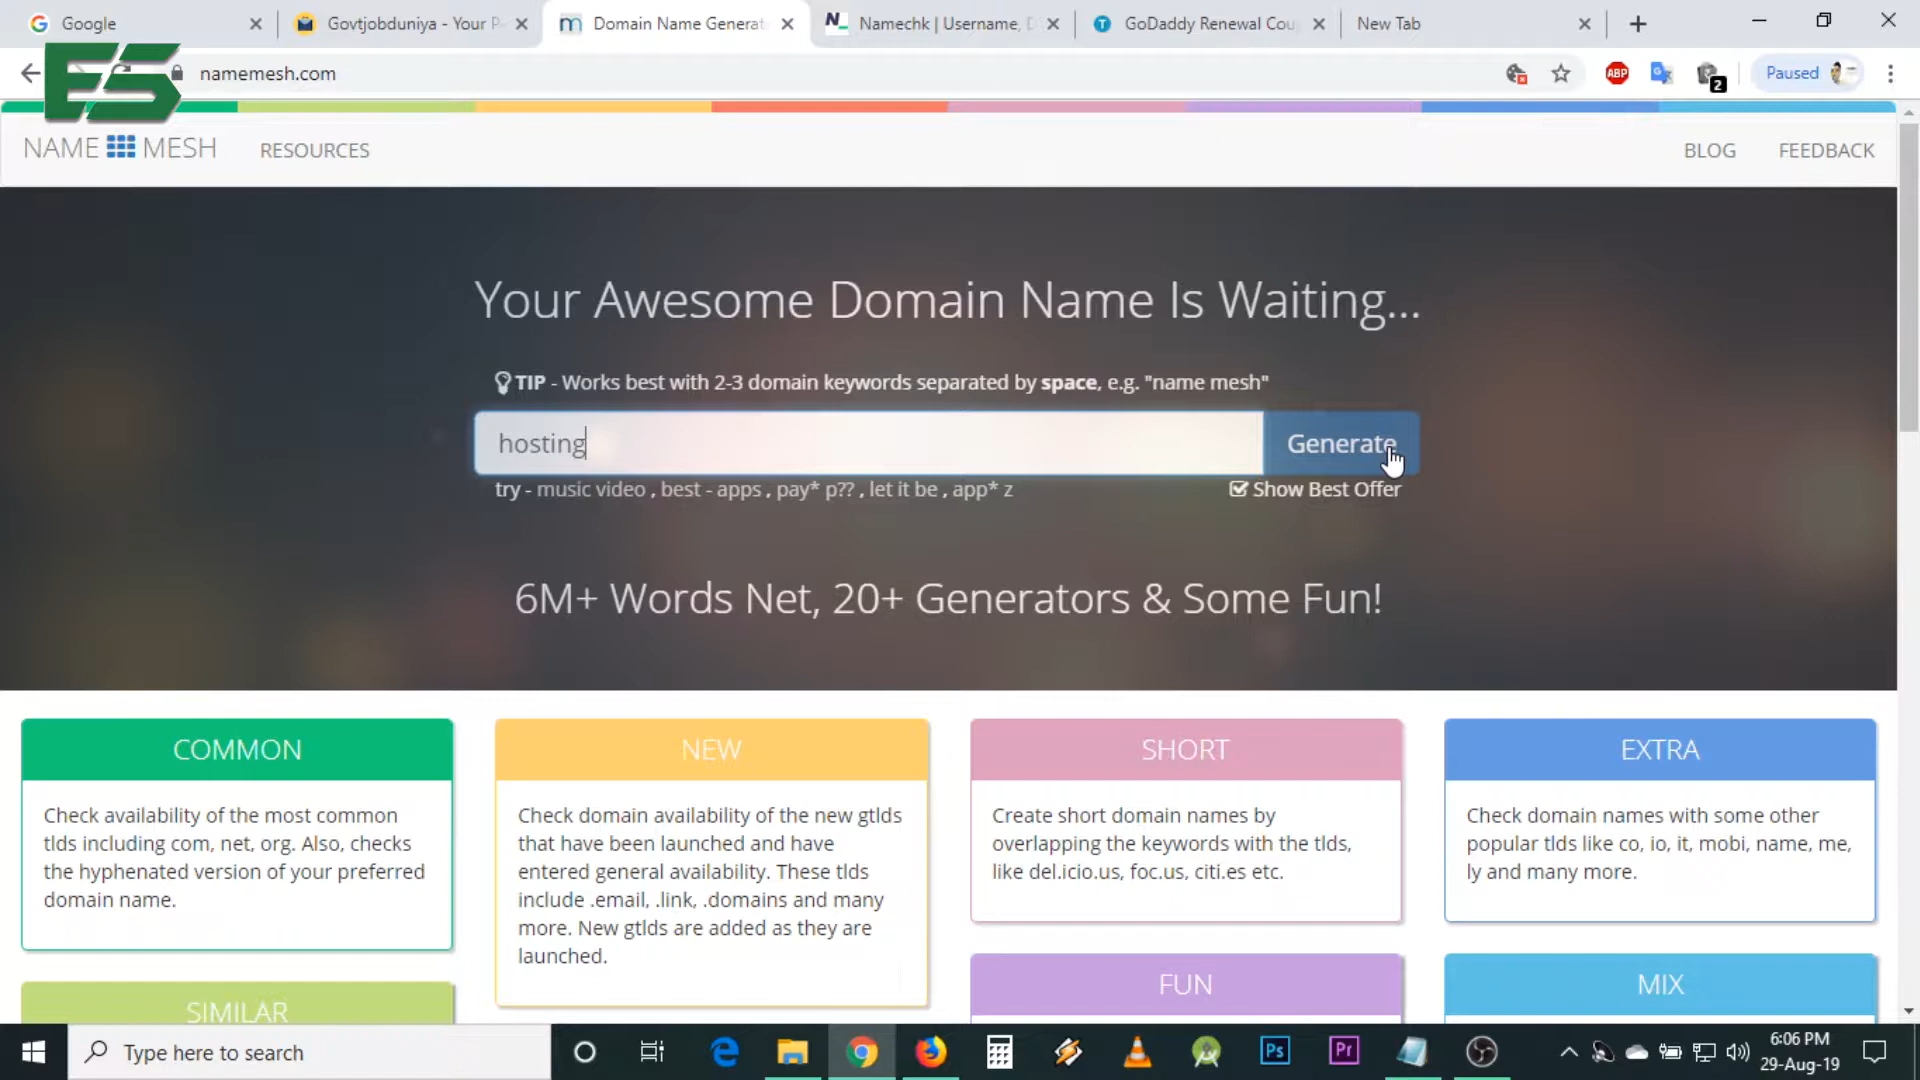 Google
Govtjobduniya - Your P
Domain Name Generat
Namechk | Username, D
GoDaddy Renewal Cou
New Tab
ES
namemesh.com
ABP
2
Paused
NAME MESH
RESOURCES
BLOG
FEEDBACK
Your Awesome Domain Name Is Waiting...
TIP - Works best with 2-3 domain keywords separated by space, e.g. "name mesh"
hosting
Generate
try - music video , best - apps , pay* p?? , let it be , app* z
Show Best Offer
6M+ Words Net, 20+ Generators & Some Fun!
COMMON
Check availability of the most common
tlds including com, net, org. Also, checks
the hyphenated version of your preferred
domain name.
NEW
Check domain availability of the new gtlds
that have been launched and have
entered general availability. These tlds
include .email, .link, .domains and many
more. New gtlds are added as they are
launched.
SHORT
Create short domain names by
overlapping the keywords with the tlds,
like del.icio.us, foc.us, citi.es etc.
EXTRA
Check domain names with some other
popular tlds like co, io, it, mobi, name, me,
ly and many more.
SIMILAR
FUN
MIX
Type here to search
Ps
Pr
6:06 PM
29-Aug-19